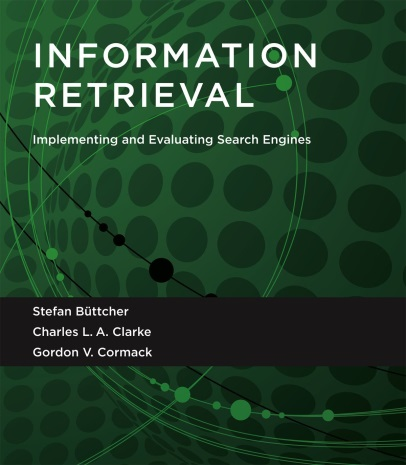 INFORMATION
RETRIEVAL
Implementing and Evaluating Search Engines
Stefan Büttcher
Charles L. A. Clarke
Gordon V. Cormack